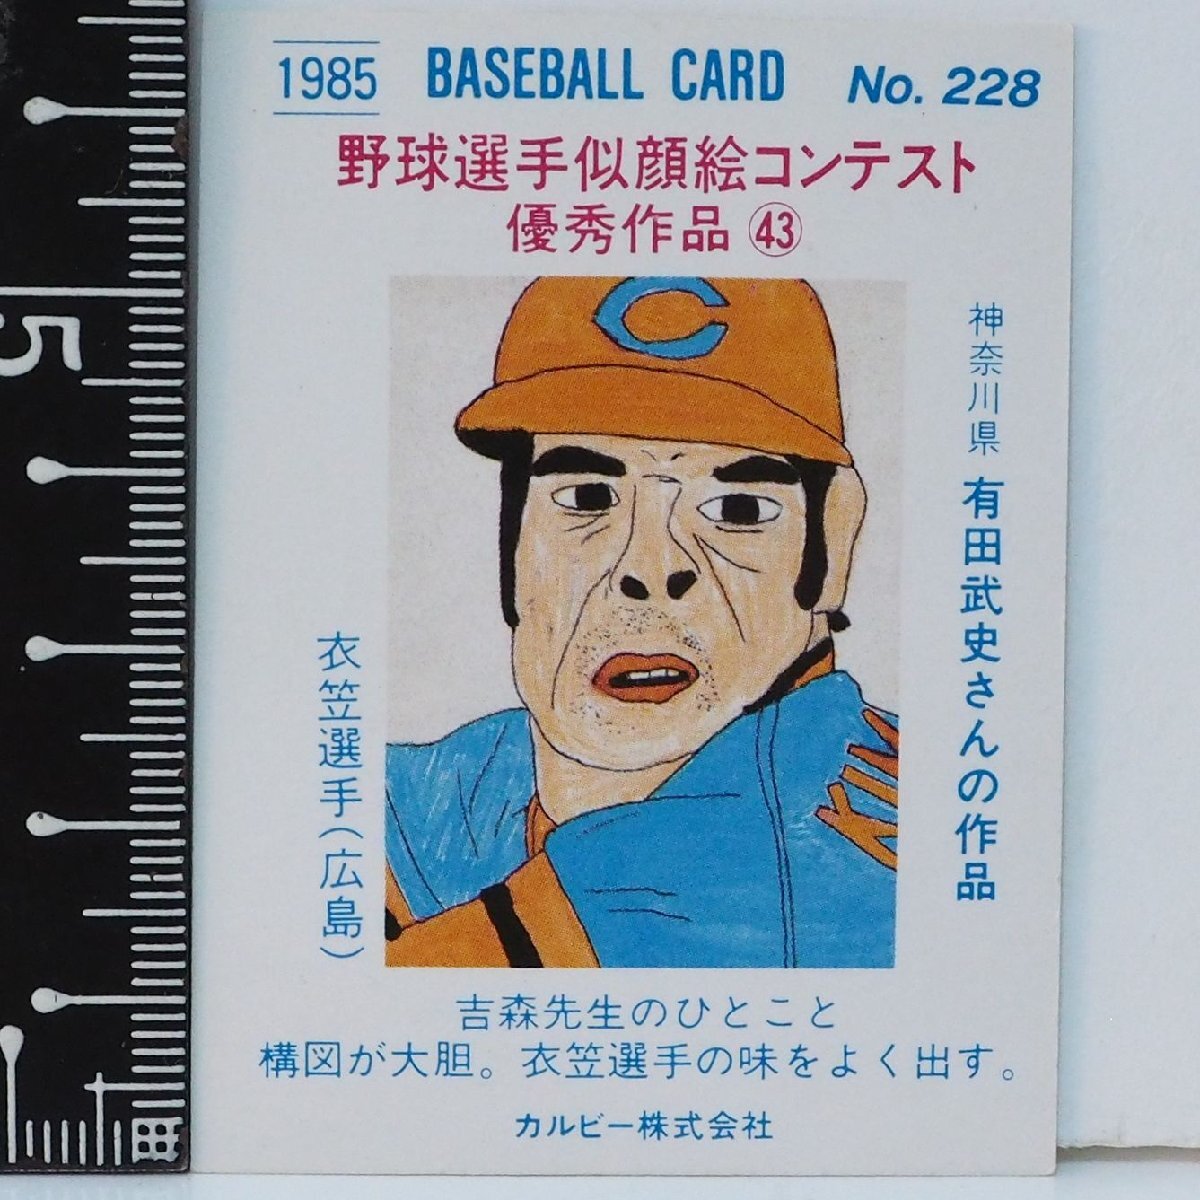 1985 BASEBALL CARD No. 228
野球選手似顔絵コンテスト
優秀作品㊸
神奈川県 有田武史さんの作品
C
衣笠選手(広島)
吉森先生のひとこと
構図が大胆。衣笠選手の味をよく出す。
カルビー株式会社
5